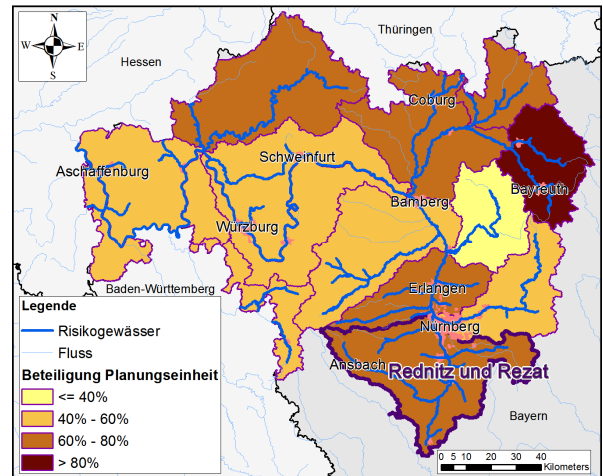 N
W E
S
Thüringen
Hessen
Coburg
Schweinfurt
Aschaffenburg
Bayreuth
Bamberg
Würzburg
Baden-Württemberg
Erlangen
Nürnberg
Ansbach
Rednitz und Rezat
Bayern
Legende
Risikogewässer
Fluss
Beteiligung Planungseinheit
<= 40%
40% - 60%
60% - 80%
> 80%
0 5 10 20 30 40
Kilometers